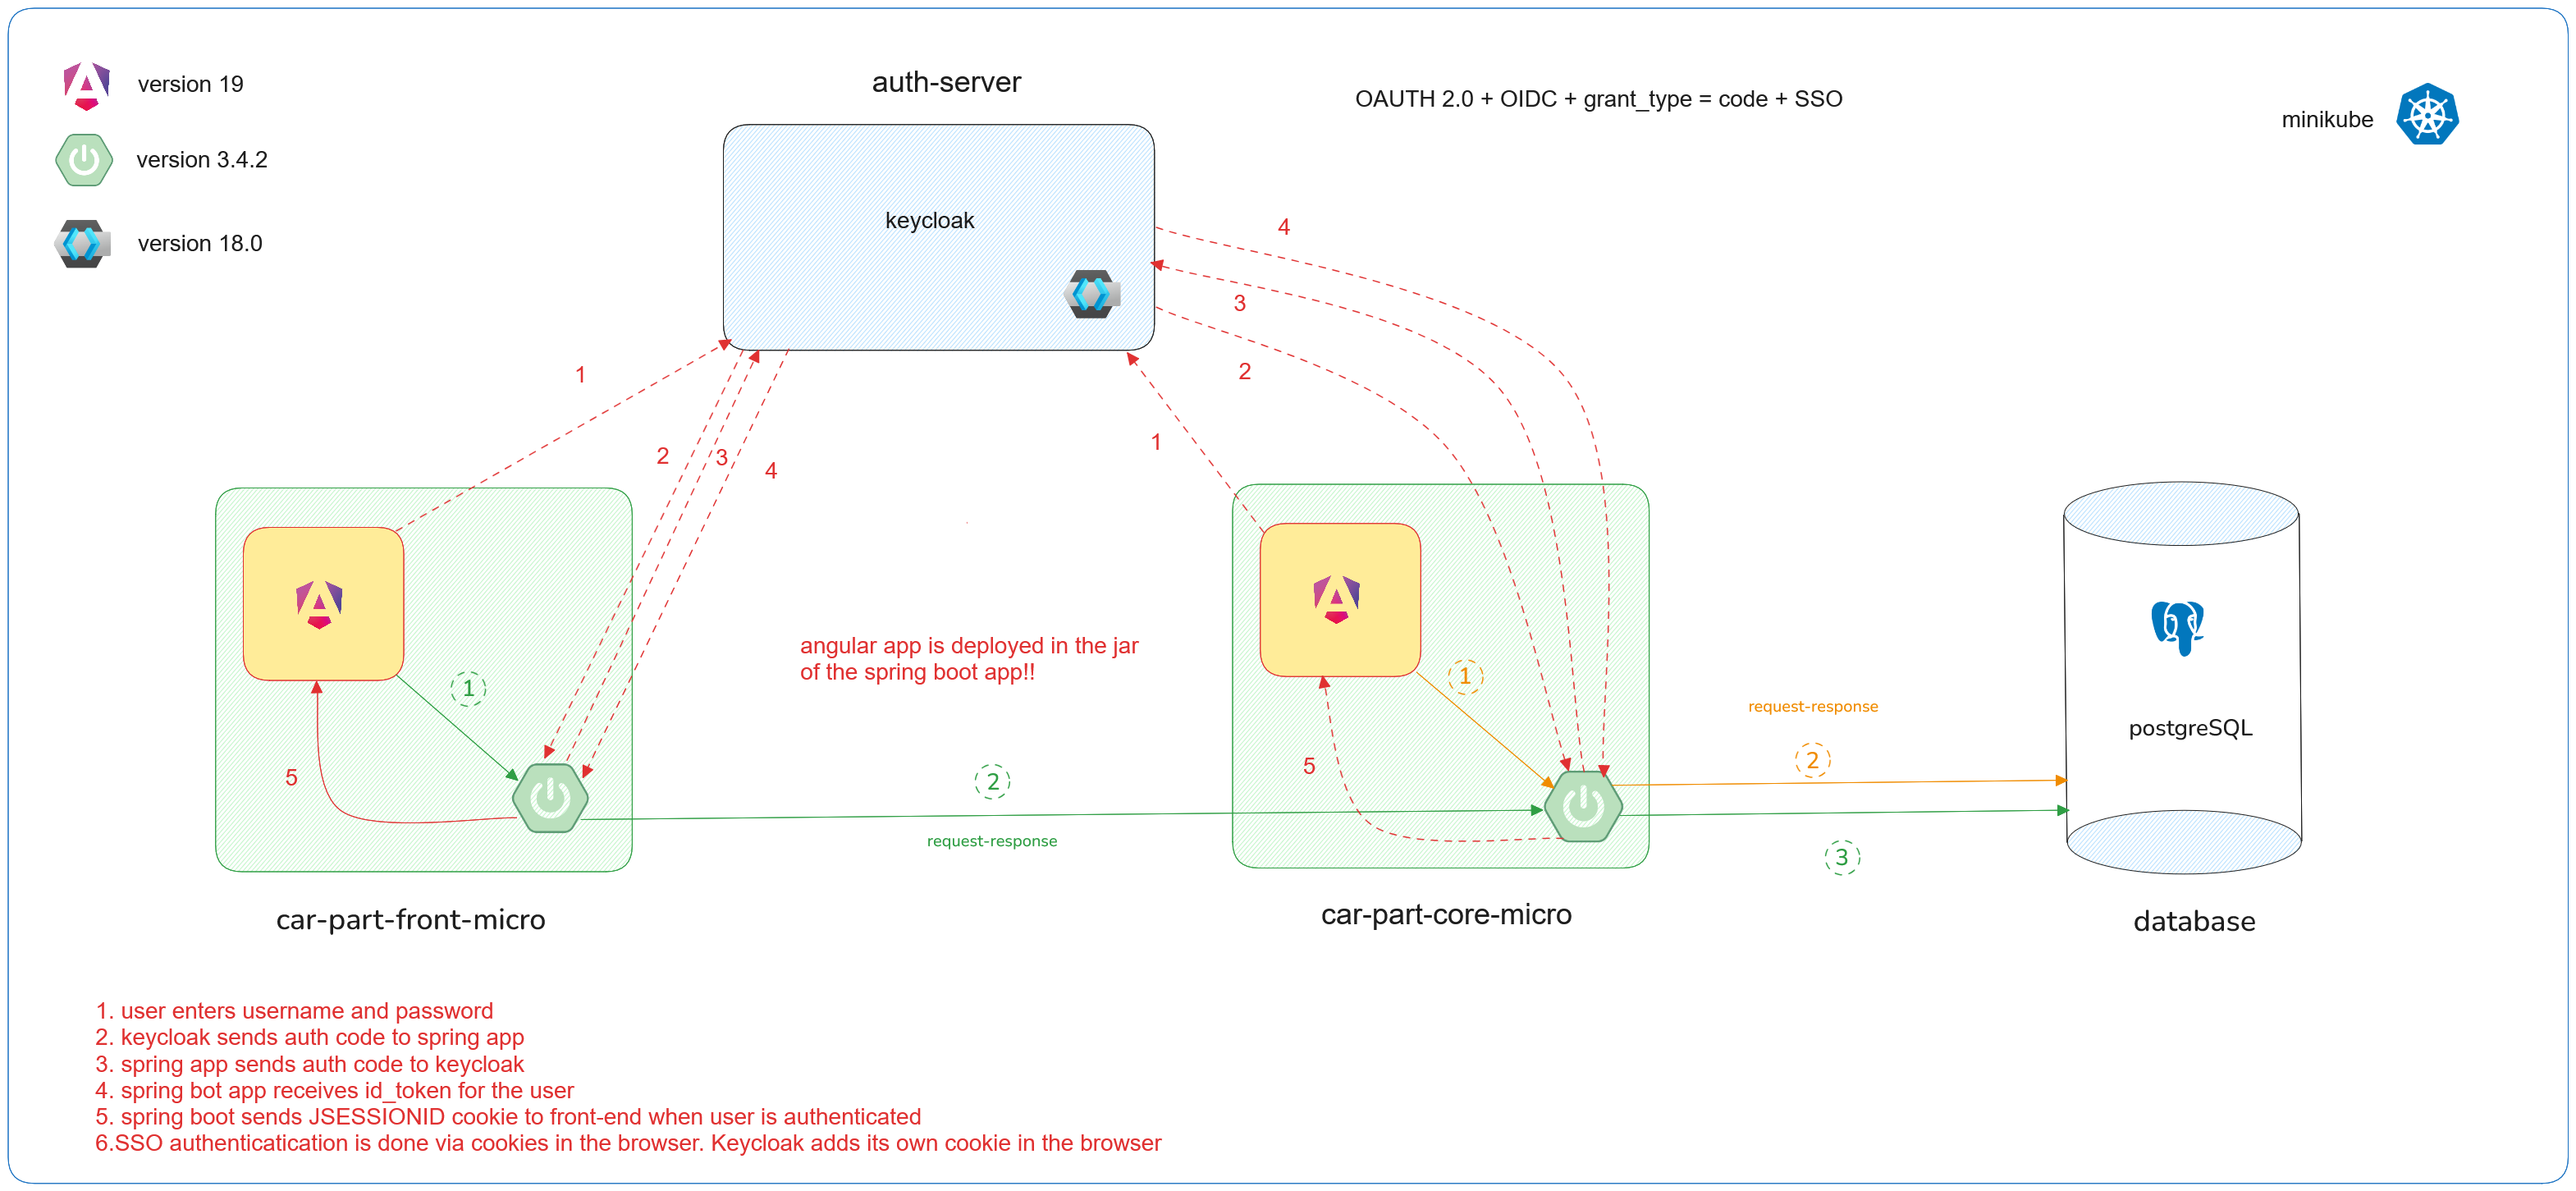 version 19
version 3.4.2
version 18.0
auth-server
OAUTH 2.0 + OIDC + grant_type = code + SSO
minikube
keycloak
4
3
2
1
1
2
3
4
angular app is deployed in the jar
of the spring boot app!!
1
5
2
request-response
1
5
request-response
2
3
postgreSQL
car-part-front-micro
car-part-core-micro
database
1. user enters username and password
2. keycloak sends auth code to spring app
3. spring app sends auth code to keycloak
4. spring bot app receives id_token for the user
5. spring boot sends JSESSIONID cookie to front-end when user is authenticated
6.SSO authenticatication is done via cookies in the browser. Keycloak adds its own cookie in the browser